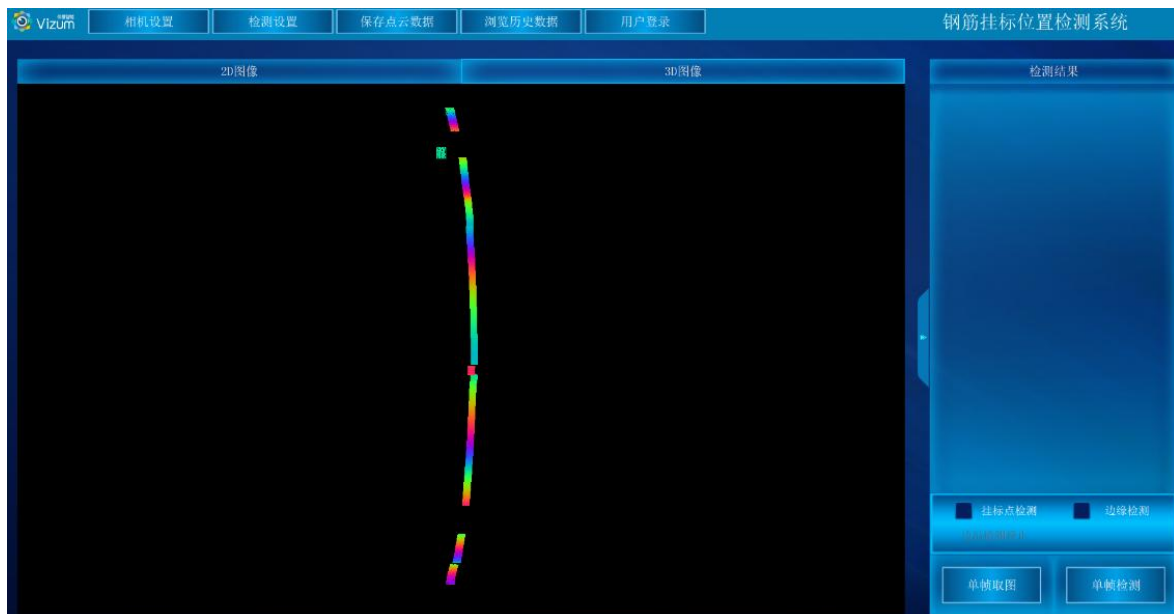 Vizum
相机设置
检测设置
保存点云数据
浏览历史数据
用户登录
钢筋挂标位置检测系统
2D图像
3D图像
检测结果
挂标点检测
边缘检测
单帧取图
单帧检测